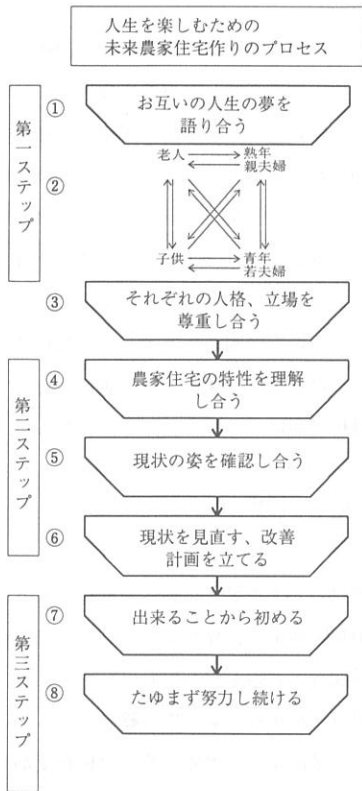 人生を楽しむための
未来農家住宅作りのプロセス
第一ステップ
①
お互いの人生の夢を
語り合う
②
老人
熟年
親夫婦
子供
青年
若夫婦
③
それぞれの人格、立場を
尊重し合う
第二ステップ
④
農家住宅の特性を理解
し合う
⑤
現状の姿を確認し合う
⑥
現状を見直す、改善
計画を立てる
第三ステップ
⑦
出来ることから初める
⑧
たゆまず努力し続ける